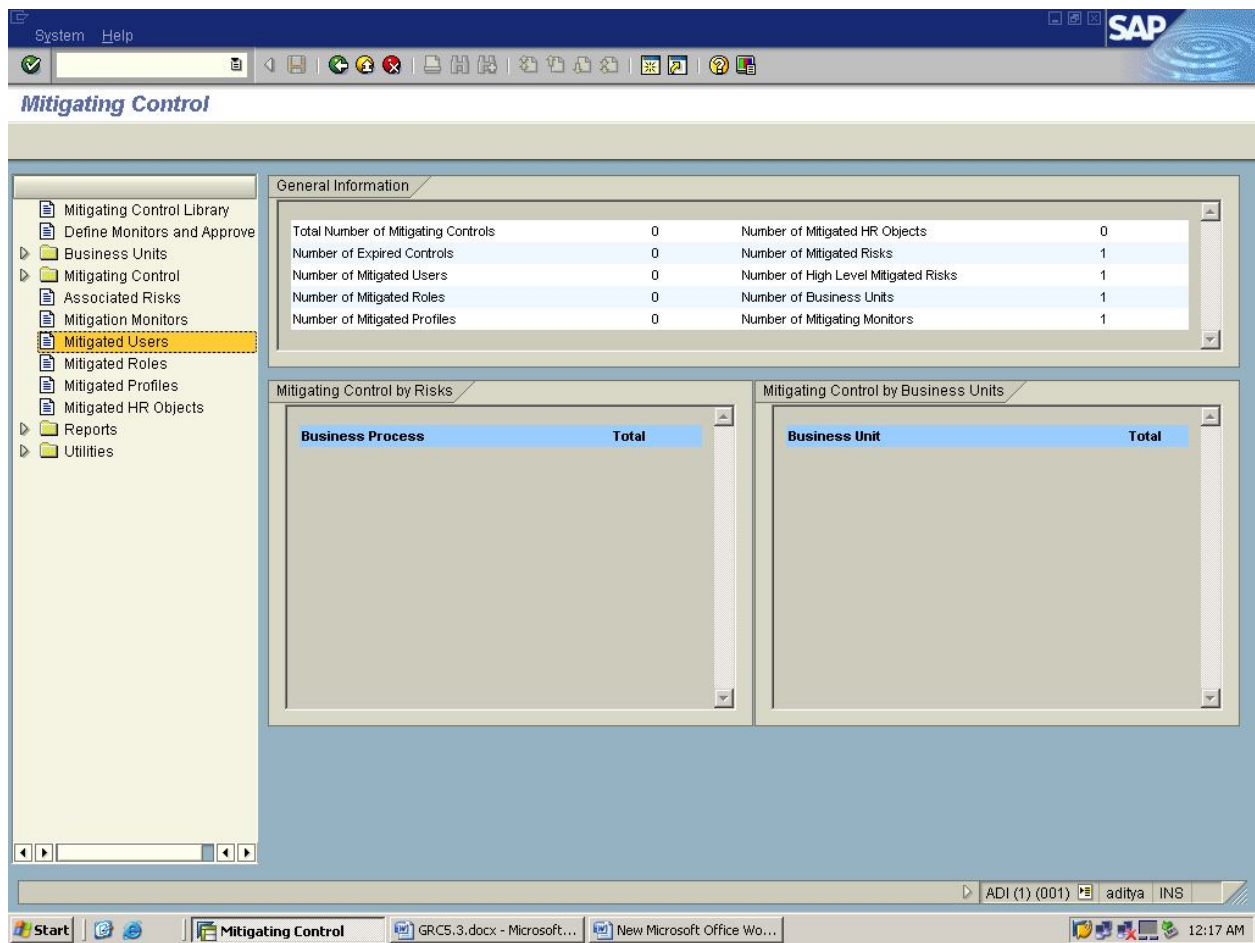 System Help
SAP
Mitigating Control
General Information
Mitigating Control Library
Define Monitors and Approve
Business Units
Mitigating Control
Associated Risks
Mitigation Monitors
Mitigated Users
Mitigated Roles
Mitigated Profiles
Mitigated HR Objects
Reports
Utilities
Total Number of Mitigating Controls 0 Number of Mitigated HR Objects 0
Number of Expired Controls 0 Number of Mitigated Risks 1
Number of Mitigated Users 0 Number of High Level Mitigated Risks 1
Number of Mitigated Roles 0 Number of Business Units 1
Number of Mitigated Profiles 0 Number of Mitigating Monitors 1
Mitigating Control by Risks
Business Process Total
Mitigating Control by Business Units
Business Unit Total
ADI (1) (001) aditya INS
Start Mitigating Control GRC5.3.docx - Microsoft... New Microsoft Office Wo... 12:17 AM